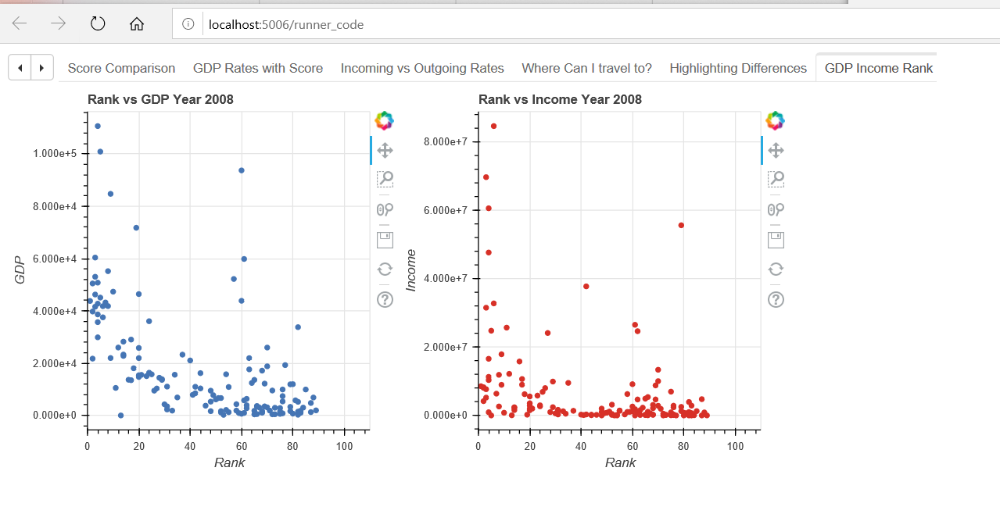 localhost:5006/runner_code
Score Comparison GDP Rates with Score Incoming vs Outgoing Rates Where Can I travel to? Highlighting Differences GDP Income Rank
Rank vs GDP Year 2008
1.000e+5
8.000e+4
6.000e+4
4.000e+4
2.000e+4
0.000e+0
GDP
0 20 40 60 80 100
Rank
Rank vs Income Year 2008
8.000e+7
6.000e+7
4.000e+7
2.000e+7
0.000e+0
Income
0 20 40 60 80 100
Rank